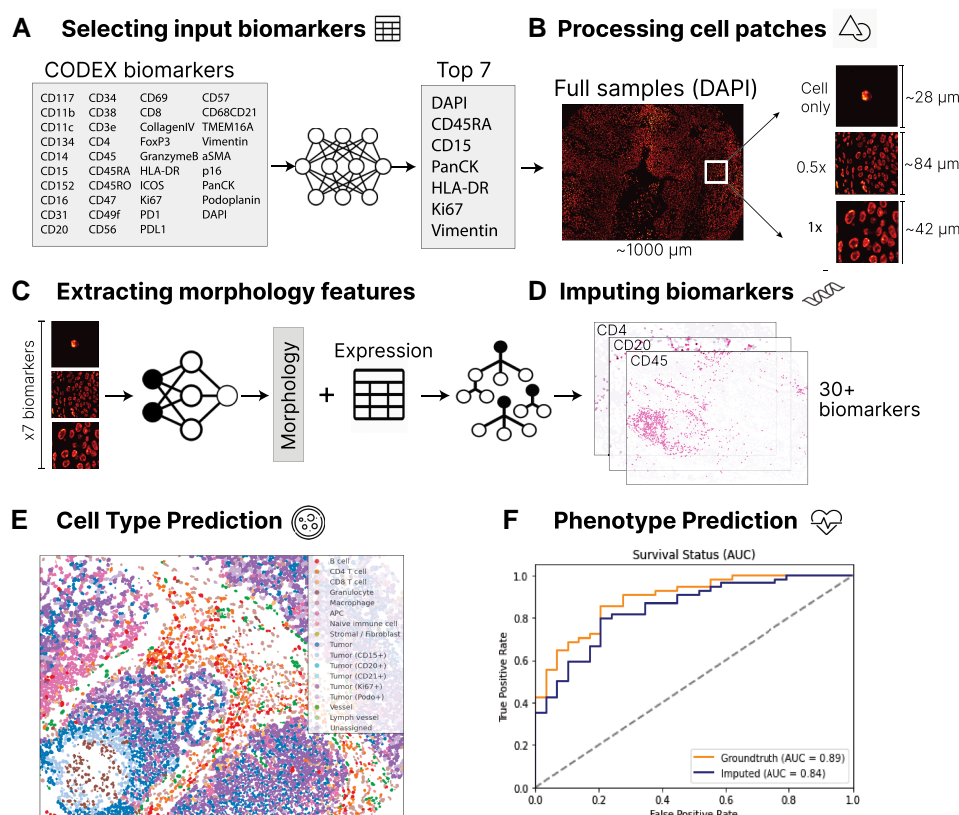 A Selecting input biomarkers
CODEX biomarkers
CD117 CD34 CD69 CD57
CD11b CD38 CD8 CD68CD21
CD11c CD3e CollagenIV TMEM16A
CD134 CD4 FoxP3 Vimentin
CD14 CD45 GranzymeB aSMA
CD15 CD45RA HLA-DR p16
CD152 CD45RO ICOS PanCK
CD16 CD47 Ki67 Podoplanin
CD31 CD49f PD1 DAPI
CD20 CD56 PDL1
Top 7
DAPI
CD45RA
CD15
PanCK
HLA-DR
Ki67
Vimentin
B Processing cell patches
Full samples (DAPI)
~1000 µm
Cell
only
~28 µm
0.5x
~84 µm
1x
~42 µm
C Extracting morphology features
x7 biomarkers
Morphology
+
Expression
D Imputing biomarkers
CD4
CD20
CD45
30+
biomarkers
E Cell Type Prediction
B cell
CD4 T cell
CD8 T cell
Granulocyte
Macrophage
APC
Naive immune cell
Stromal / Fibroblast
Tumor
Tumor (CD15+)
Tumor (CD20+)
Tumor (CD21+)
Tumor (Ki67+)
Tumor (Podo+)
Vessel
Lymph vessel
Unassigned
F Phenotype Prediction
Survival Status (AUC)
True Positive Rate
1.0
0.8
0.6
0.4
0.2
0.0
Groundtruth (AUC = 0.89)
Imputed (AUC = 0.84)
0.0 0.2 0.4 0.6 0.8 1.0
False Positive Rate